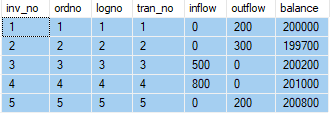 inv_no ordno logno tran_no inflow outflow balance
1 1 1 1 0 200 200000
2 2 2 2 0 300 199700
3 3 3 3 500 0 200200
4 4 4 4 800 0 201000
5 5 5 5 0 200 200800